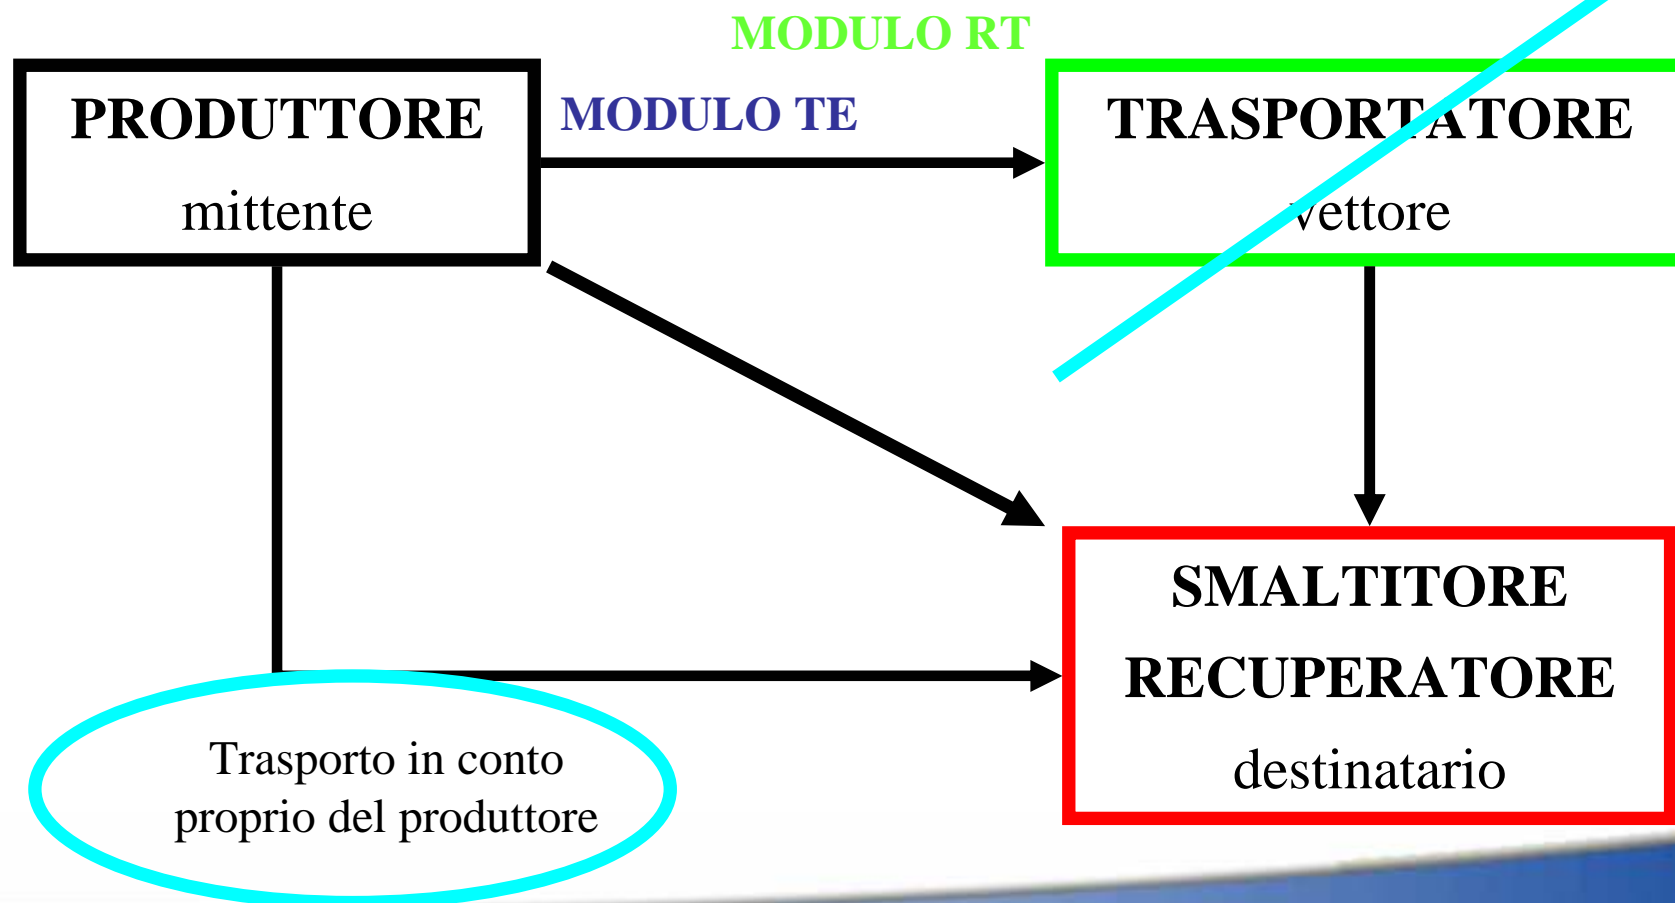 MODULO RT
PRODUTTORE
mittente
MODULO TE
TRASPORTATORE
vettore
SMALTITORE
RECUPERATORE
destinatario
Trasporto in conto
proprio del produttore